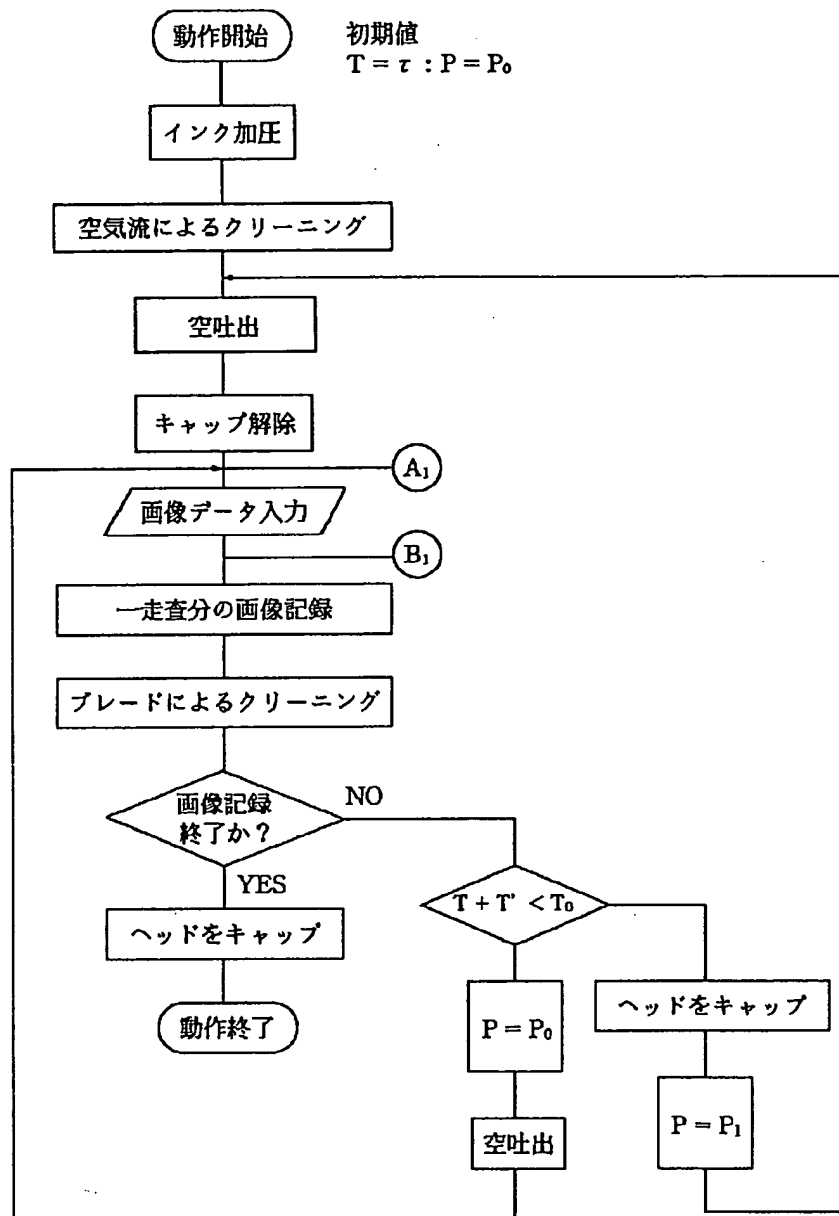 動作開始
初期値
T = τ : P = P₀
インク加圧
空気流によるクリーニング
空吐出
キャップ解除
A₁
画像データ入力
B₁
一走査分の画像記録
ブレードによるクリーニング
画像記録
終了か?
NO
YES
T + T' < T₀
ヘッドをキャップ
ヘッドをキャップ
動作終了
P = P₀
P = P₁
空吐出